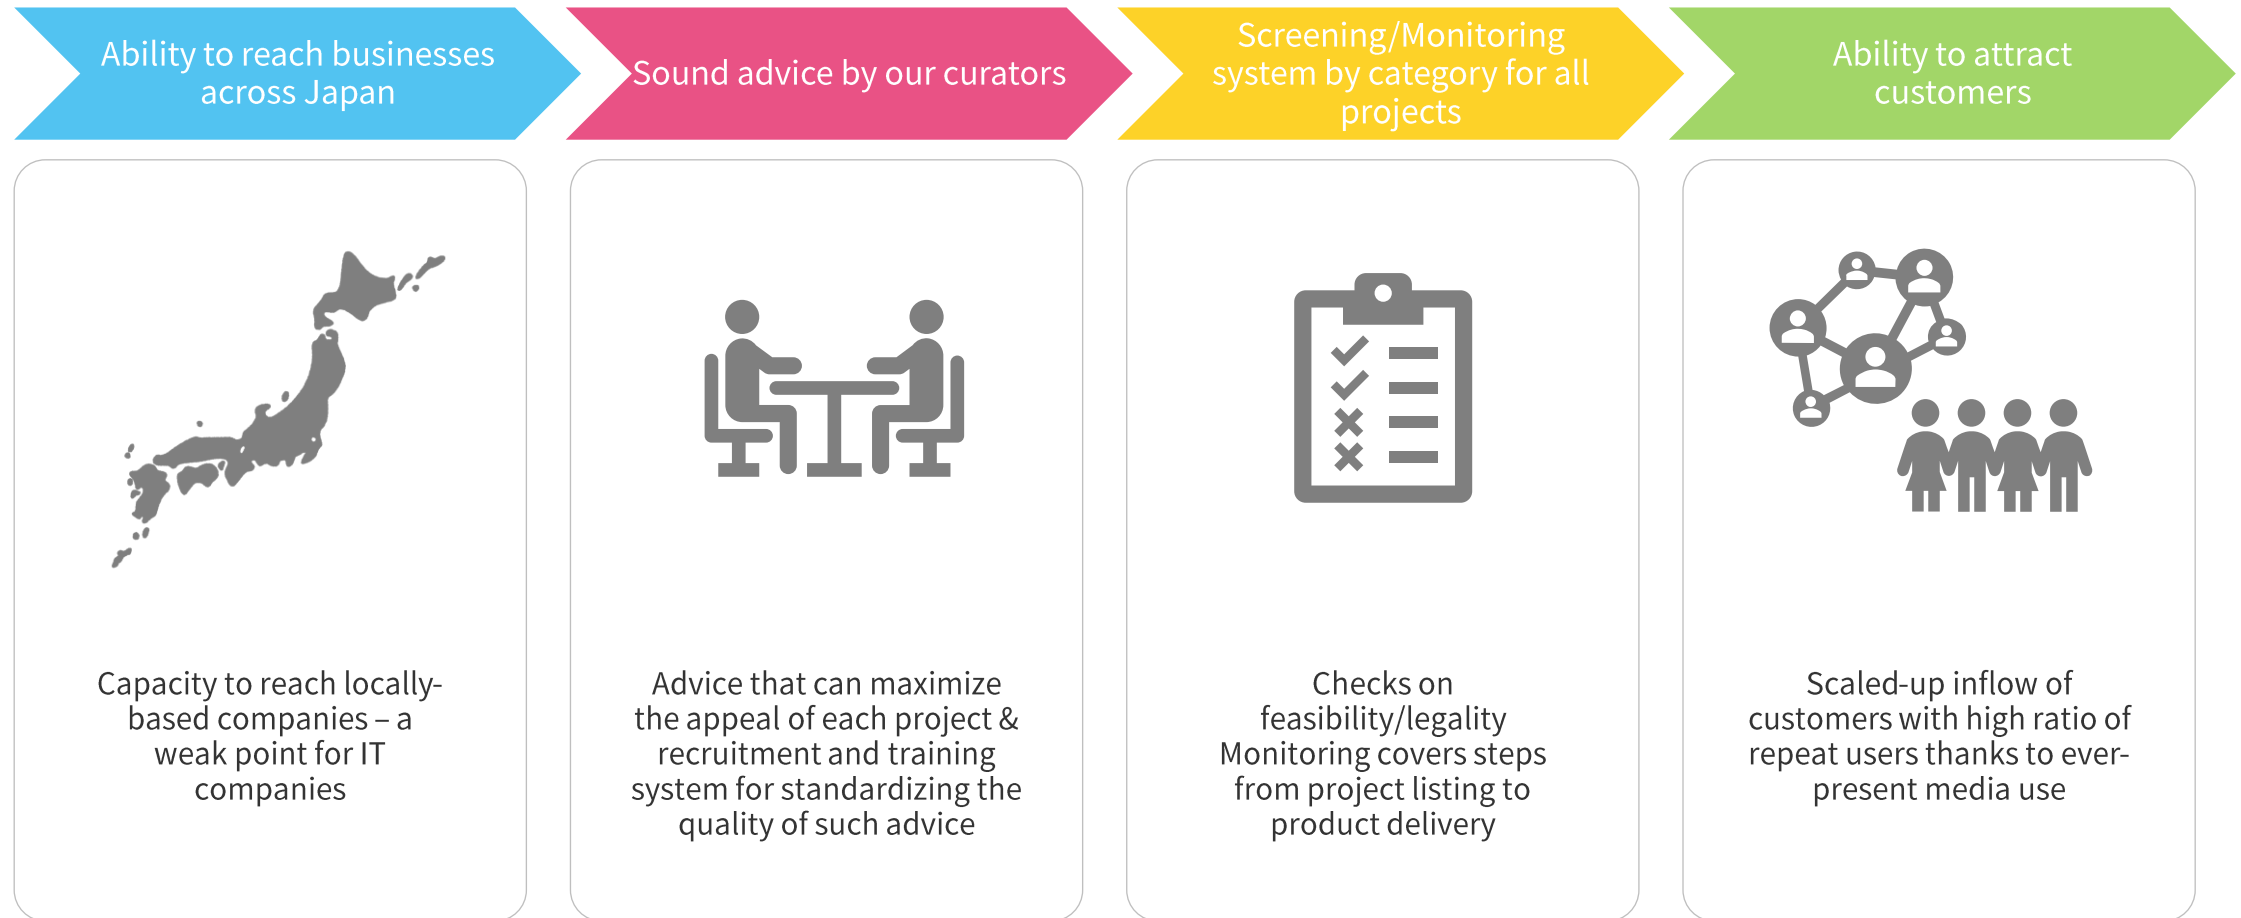 Ability to reach businesses
across Japan
Sound advice by our curators
Screening/Monitoring
system by category for all
projects
Ability to attract
customers
Capacity to reach locally-
based companies – a
weak point for IT
companies
Advice that can maximize
the appeal of each project &
recruitment and training
system for standardizing the
quality of such advice
Checks on
feasibility/legality
Monitoring covers steps
from project listing to
product delivery
Scaled-up inflow of
customers with high ratio of
repeat users thanks to ever-
present media use